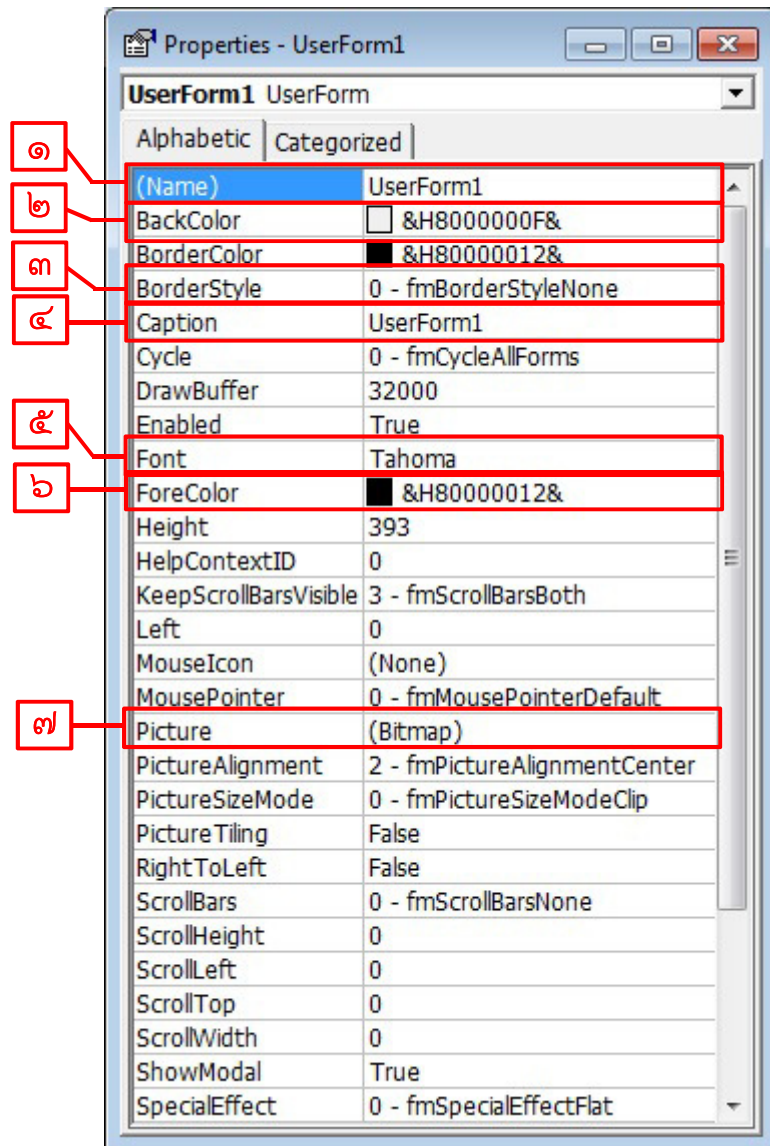 Properties - UserForm1
UserForm1 UserForm
Alphabetic Categorized
๑ (Name) UserForm1
๒ BackColor &H8000000F&
BorderColor &H80000012&
๓ BorderStyle 0 - fmBorderStyleNone
๔ Caption UserForm1
Cycle 0 - fmCycleAllForms
DrawBuffer 32000
Enabled True
๕ Font Tahoma
๖ ForeColor &H80000012&
Height 393
HelpContextID 0
KeepScrollBarsVisible 3 - fmScrollBarsBoth
Left 0
MouseIcon (None)
MousePointer 0 - fmMousePointerDefault
๗ Picture (Bitmap)
PictureAlignment 2 - fmPictureAlignmentCenter
PictureSizeMode 0 - fmPictureSizeModeClip
PictureTiling False
RightToLeft False
ScrollBars 0 - fmScrollBarsNone
ScrollHeight 0
ScrollLeft 0
ScrollTop 0
ScrollWidth 0
ShowModal True
SpecialEffect 0 - fmSpecialEffectFlat